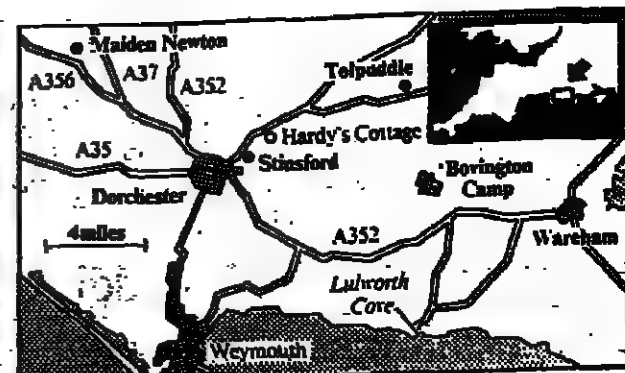 Maiden Newton
A356
A37
A352
Tolpuddle
Hardy's Cottage
A35
Stinsford
Dorchester
Bovington
Camp
4miles
A352
Wareham
Lulworth
Cove
Weymouth